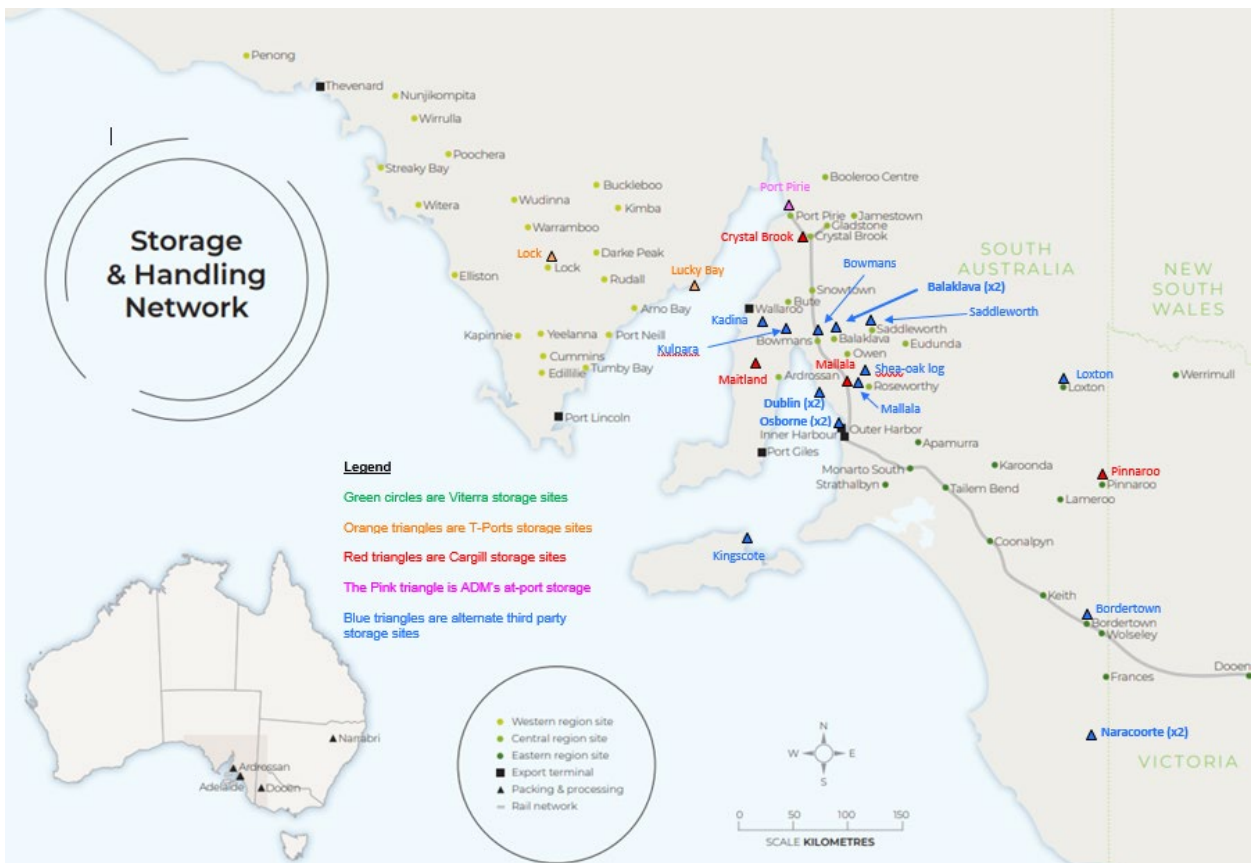 Storage
& Handling
Network
Penong
Thevenard
Nunjikompita
Wirrulla
Poochera
Streaky Bay
Witera
Wudinna
Buckleboo
Kimba
Warramboo
Lock
Lock
Darke Peak
Rudall
Elliston
Lucky Bay
Arno Bay
Kapinnie
Yeelanna
Port Neill
Cummins
Edillilie
Tumby Bay
Port Lincoln
Port Pirie
Booleroo Centre
Port Pirie
Jamestown
Gladstone
Crystal Brook
Crystal Brook
Bowmans
Snowtown
Balaklava (x2)
Wallaroo
Bute
Saddleworth
Kadina
Kulpara
Bowmans
Balaklava
Saddleworth
Eudunda
Owen
Maitland
Ardrossan
Mallala
Shea-oak log
Roseworthy
Mallala
Dublin (x2)
Osborne (x2)
Outer Harbor
Inner Harbour
Port Giles
Apamurra
Monarto South
Strathalbyn
Tailem Bend
Karoonda
Loxton
Loxton
Werrimull
Pinnaroo
Pinnaroo
Lameroo
Coonalpyn
Kingscote
Keith
Bordertown
Bordertown
Wolseley
Dooen
Frances
Naracoorte (x2)
SOUTH
AUSTRALIA
NEW
SOUTH
WALES
VICTORIA
Legend
Green circles are Viterra storage sites
Orange triangles are T-Ports storage sites
Red triangles are Cargill storage sites
The Pink triangle is ADM's at-port storage
Blue triangles are alternate third party
storage sites
Western region site
Central region site
Eastern region site
Export terminal
Packing & processing
Rail network
N
W
E
S
0
50
100
150
SCALE KILOMETRES
Narrabri
Ardrossan
Adelaide
Dooen